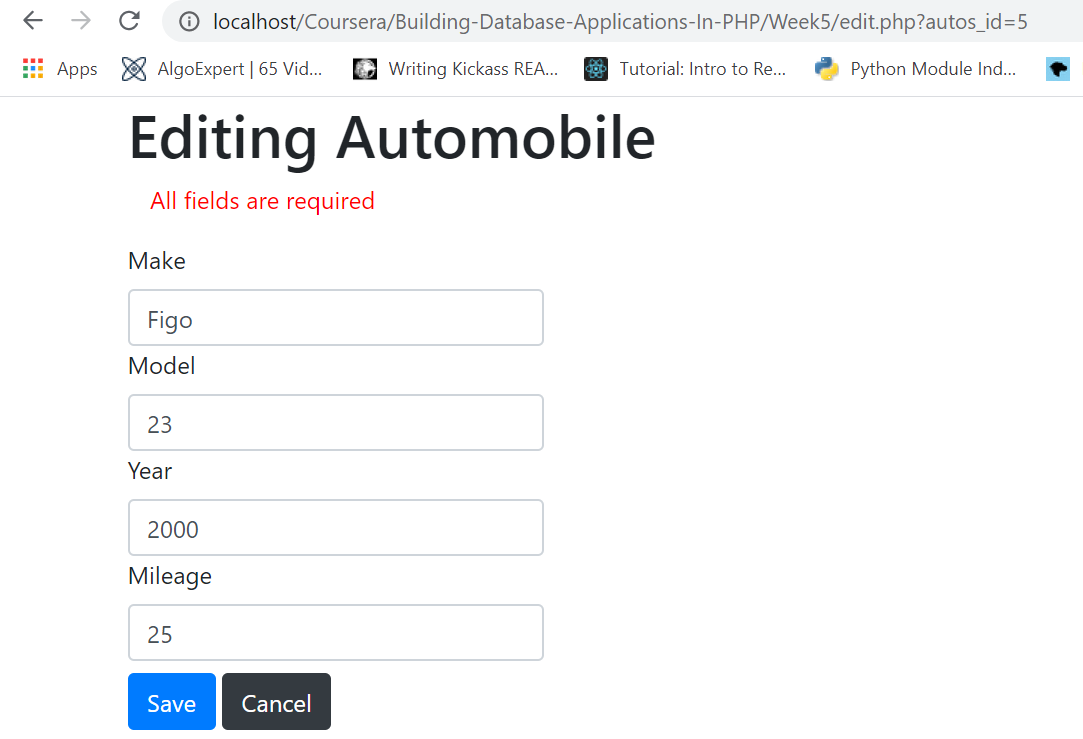 localhost/Coursera/Building-Database-Applications-In-PHP/Week5/edit.php?autos_id=5
Apps AlgoExpert | 65 Vid... Writing Kickass REA... Tutorial: Intro to Re... Python Module Ind...
Editing Automobile
All fields are required
Make
Figo
Model
23
Year
2000
Mileage
25
Save Cancel